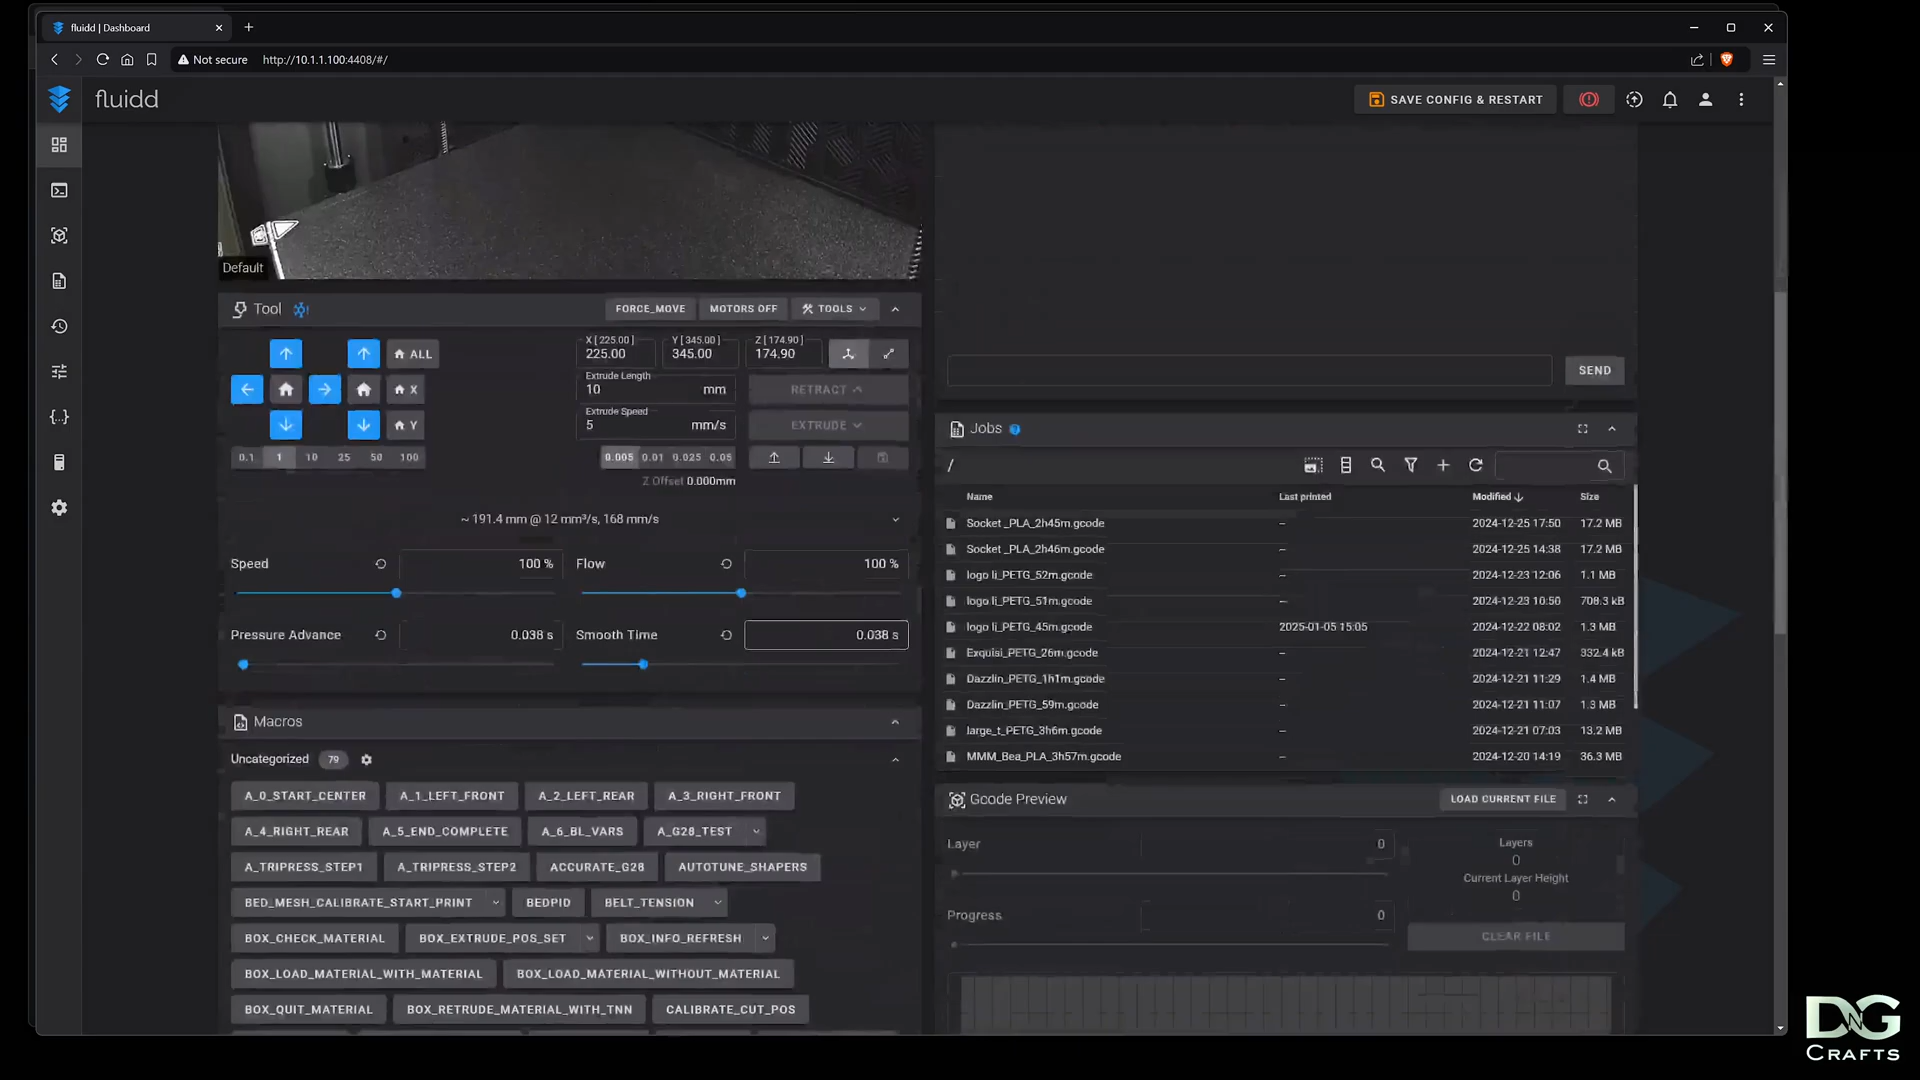 fluidd | Dashboard
Not secure http://10.1.1.100:4408/#/
fluidd
SAVE CONFIG & RESTART
Default
Tool
FORCE_MOVE
MOTORS OFF
TOOLS
X [ 225.00 ]
225.00
Y [ 345.00 ]
345.00
Z [ 174.90 ]
174.90
ALL
Extrude Length
10 mm
RETRACT
X
Extrude Speed
5 mm/s
EXTRUDE
Y
0.1 1 10 25 50 100
0.005 0.01 0.025 0.05
Z Offset 0.000mm
~ 191.4 mm @ 12 mm³/s, 168 mm/s
Speed 100 %
Flow 100 %
Pressure Advance 0.038 s
Smooth Time 0.038 s
Macros
Uncategorized 79
A_0_START_CENTER A_1_LEFT_FRONT A_2_LEFT_REAR A_3_RIGHT_FRONT
A_4_RIGHT_REAR A_5_END_COMPLETE A_6_BL_VARS A_G28_TEST
A_TRIPRESS_STEP1 A_TRIPRESS_STEP2 ACCURATE_G28 AUTOTUNE_SHAPERS
BED_MESH_CALIBRATE_START_PRINT BEDPID BELT_TENSION
BOX_CHECK_MATERIAL BOX_EXTRUDE_POS_SET BOX_INFO_REFRESH
BOX_LOAD_MATERIAL_WITH_MATERIAL BOX_LOAD_MATERIAL_WITHOUT_MATERIAL
BOX_QUIT_MATERIAL BOX_RETRUDE_MATERIAL_WITH_TNN CALIBRATE_CUT_POS
SEND
Jobs
/
Name Last printed Modified Size
Socket _PLA_2h45m.gcode – 2024-12-25 17:50 17.2 MB
Socket _PLA_2h46m.gcode – 2024-12-25 14:38 17.2 MB
logo li_PETG_52m.gcode – 2024-12-23 12:06 1.1 MB
logo li_PETG_51m.gcode – 2024-12-23 10:50 708.3 kB
logo li_PETG_45m.gcode 2025-01-05 15:05 2024-12-22 08:02 1.3 MB
Exquisi_PETG_26m.gcode – 2024-12-21 12:47 332.4 kB
Dazzlin_PETG_1h1m.gcode – 2024-12-21 11:29 1.4 MB
Dazzlin_PETG_59m.gcode – 2024-12-21 11:07 1.3 MB
large_t_PETG_3h6m.gcode – 2024-12-21 07:03 13.2 MB
MMM_Bea_PLA_3h57m.gcode – 2024-12-20 14:19 36.3 MB
Gcode Preview
LOAD CURRENT FILE
Layer 0
Layers
0
Current Layer Height
0
Progress 0
CLEAR FILE
DNG
CRAFTS